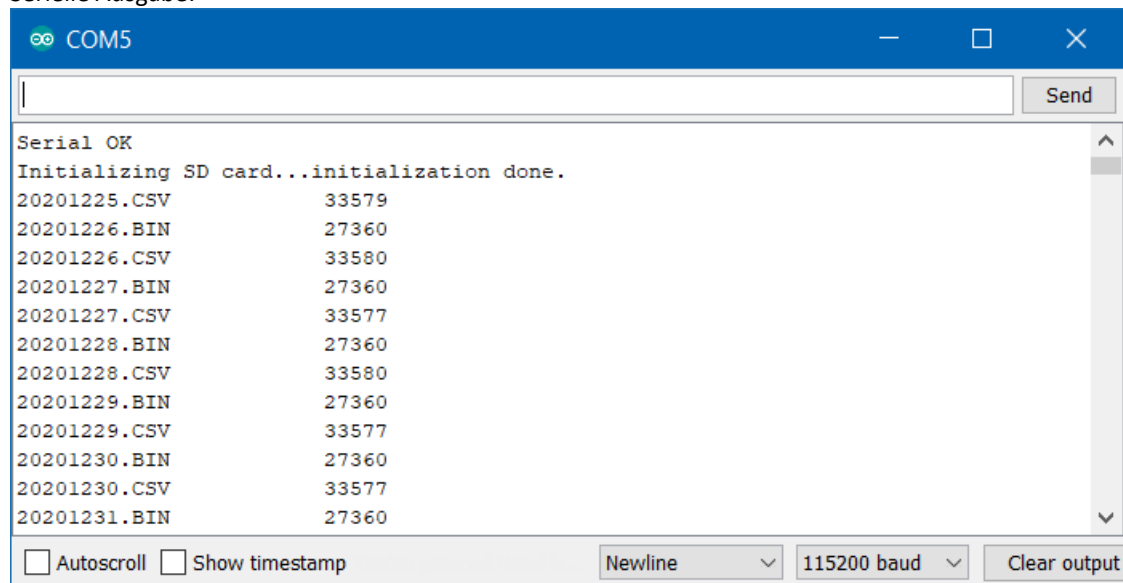 serielle Ausgabe:
COM5
Send
Serial OK
Initializing SD card...initialization done.
20201225.CSV 33579
20201226.BIN 27360
20201226.CSV 33580
20201227.BIN 27360
20201227.CSV 33577
20201228.BIN 27360
20201228.CSV 33580
20201229.BIN 27360
20201229.CSV 33577
20201230.BIN 27360
20201230.CSV 33577
20201231.BIN 27360
Autoscroll Show timestamp Newline 115200 baud Clear output